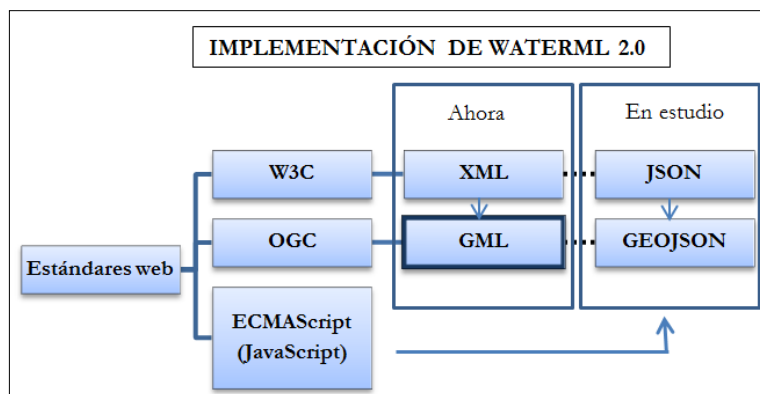 IMPLEMENTACIÓN DE WATERML 2.0
Ahora
En estudio
W3C
XML
JSON
OGC
GML
GEOJSON
Estándares web
ECMAScript
(JavaScript)